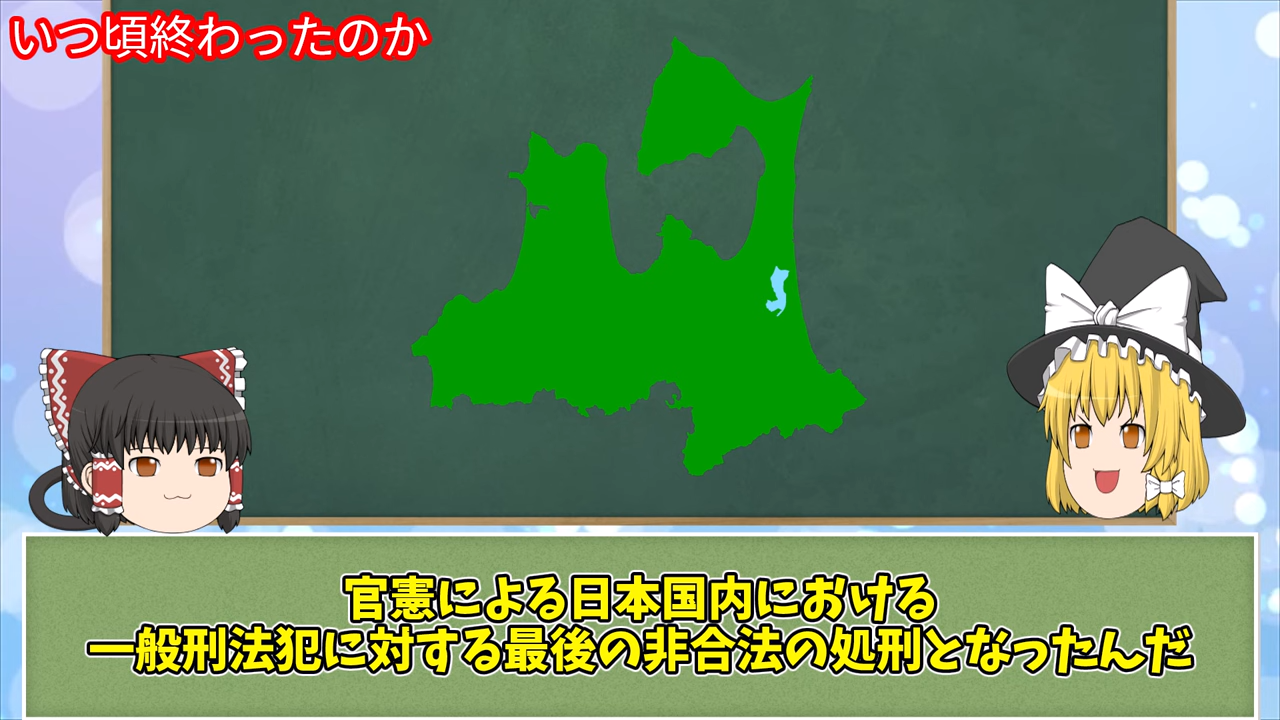 いつ頃終わったのか
官憲による日本国内における
一般刑法犯に対する最後の非合法の処刑となったんだ